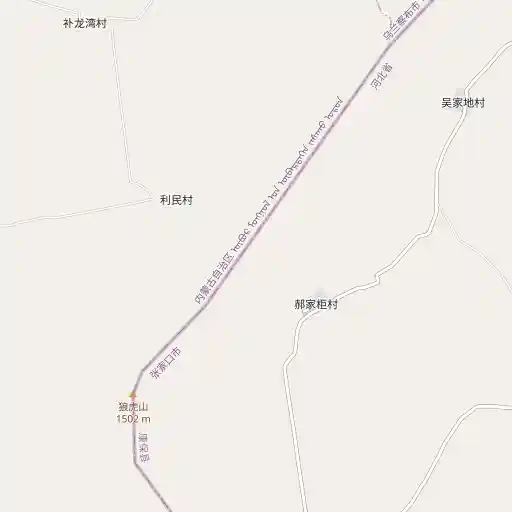 补龙湾村
乌兰察布市
河北省
吴家地村
利民村
内蒙古自治区
郝家柜村
张家口市
狼虎山
1502 m
康保县